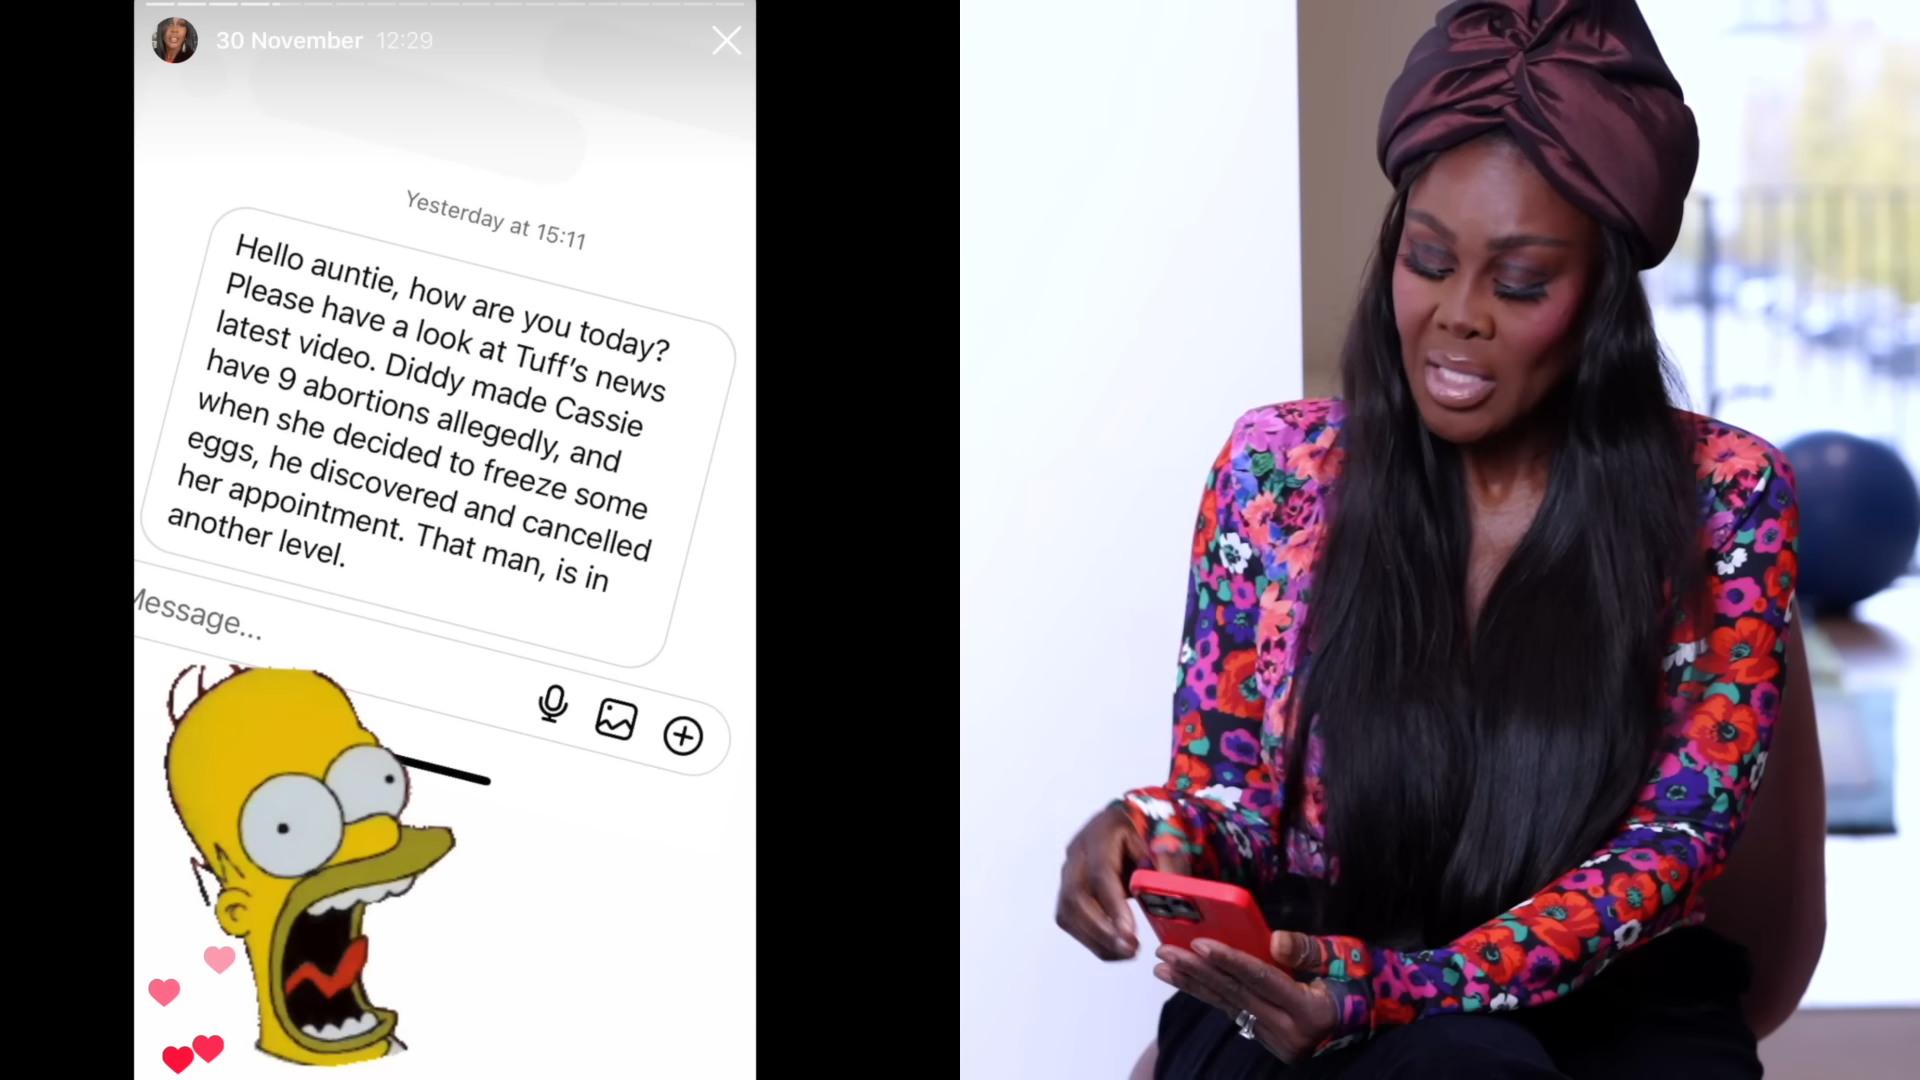 30 November 12:29
Yesterday at 15:11
Hello auntie, how are you today?
Please have a look at Tuff's news
latest video. Diddy made Cassie
have 9 abortions allegedly, and
when she decided to freeze some
eggs, he discovered and cancelled
her appointment. That man, is in
another level.
Message...